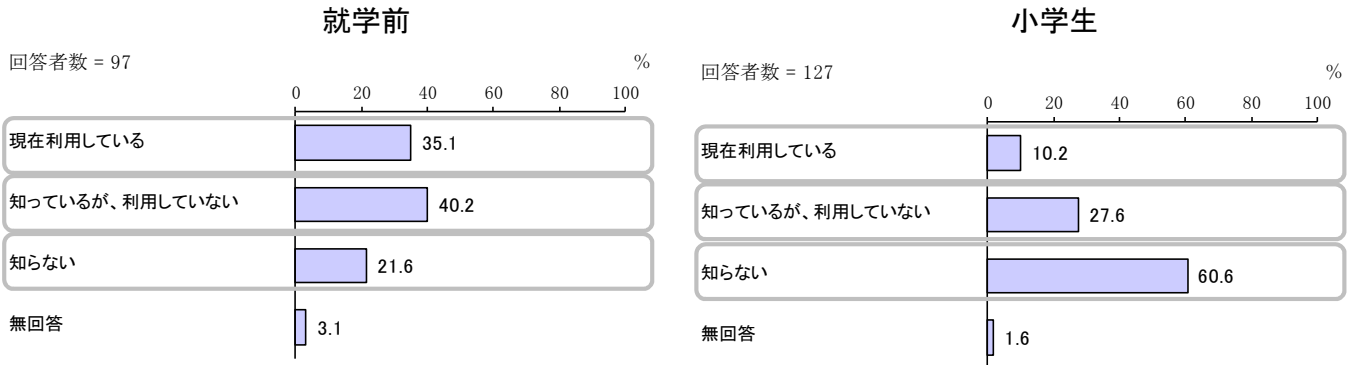 就学前
回答者数 = 97 %
0 20 40 60 80 100
現在利用している 35.1
知っているが、利用していない 40.2
知らない 21.6
無回答 3.1
小学生
回答者数 = 127 %
0 20 40 60 80 100
現在利用している 10.2
知っているが、利用していない 27.6
知らない 60.6
無回答 1.6